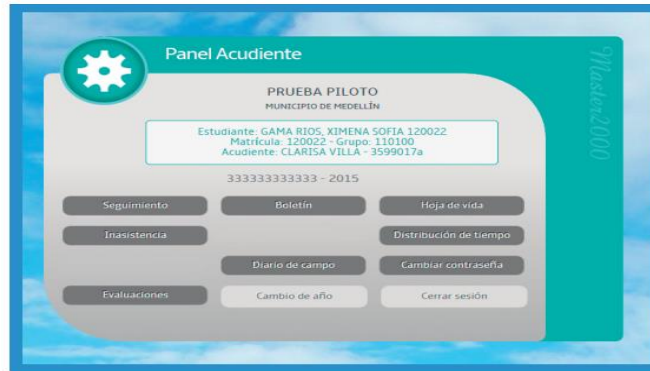 Panel Acudiente
PRUEBA PILOTO
MUNICIPIO DE MEDELLÍN
Estudiante: GAMA RIOS, XIMENA SOFIA 120022
Matrícula: 120022 - Grupo: 110100
Acudiente: CLARISA VILLA - 3599017a
333333333333 - 2015
Seguimiento Boletín Hoja de vida
Inasistencia Distribución de tiempo
Diario de campo Cambiar contraseña
Evaluaciones Cambio de año Cerrar sesión
Master2000